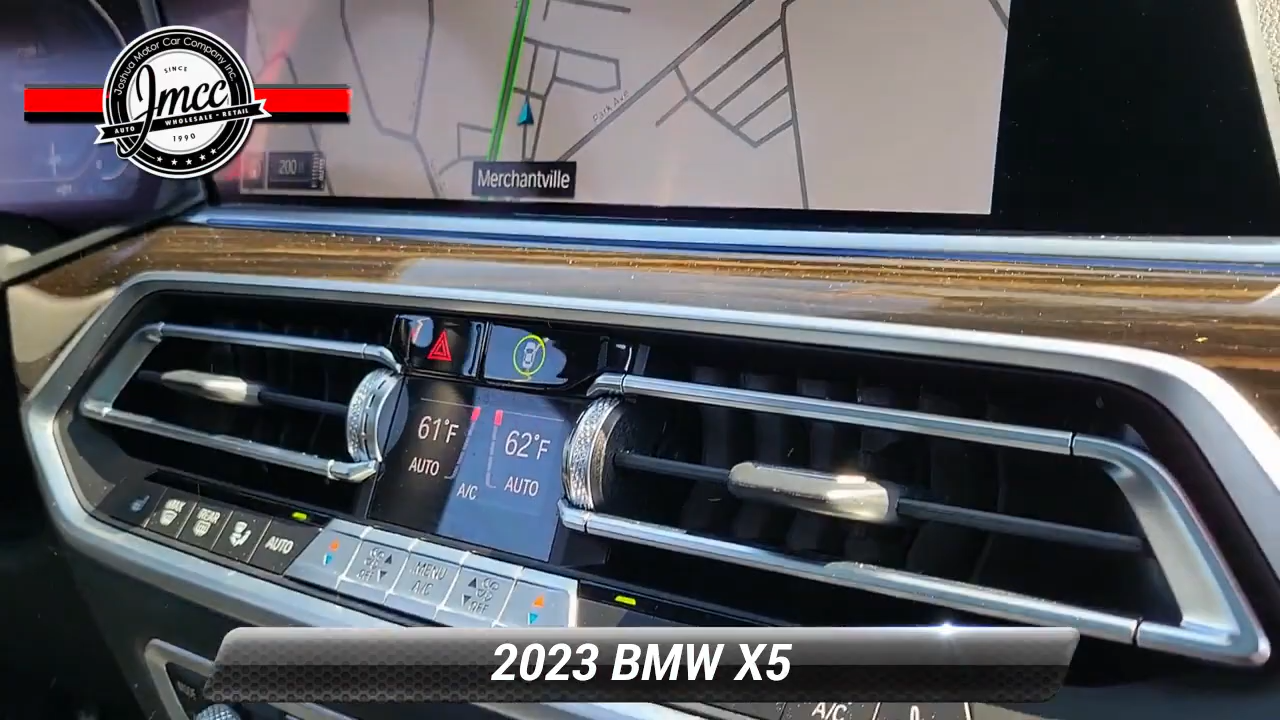 Joshua Motor Car Company Inc.
SINCE
Jmcc
AUTO WHOLESALE - RETAIL
1990
Park Ave
200
Merchantville
61°F
62°F
AUTO
A/C
AUTO
MAX
REAR
AUTO
OFF
MENU
A/C
OFF
2023 BMW X5
A/C